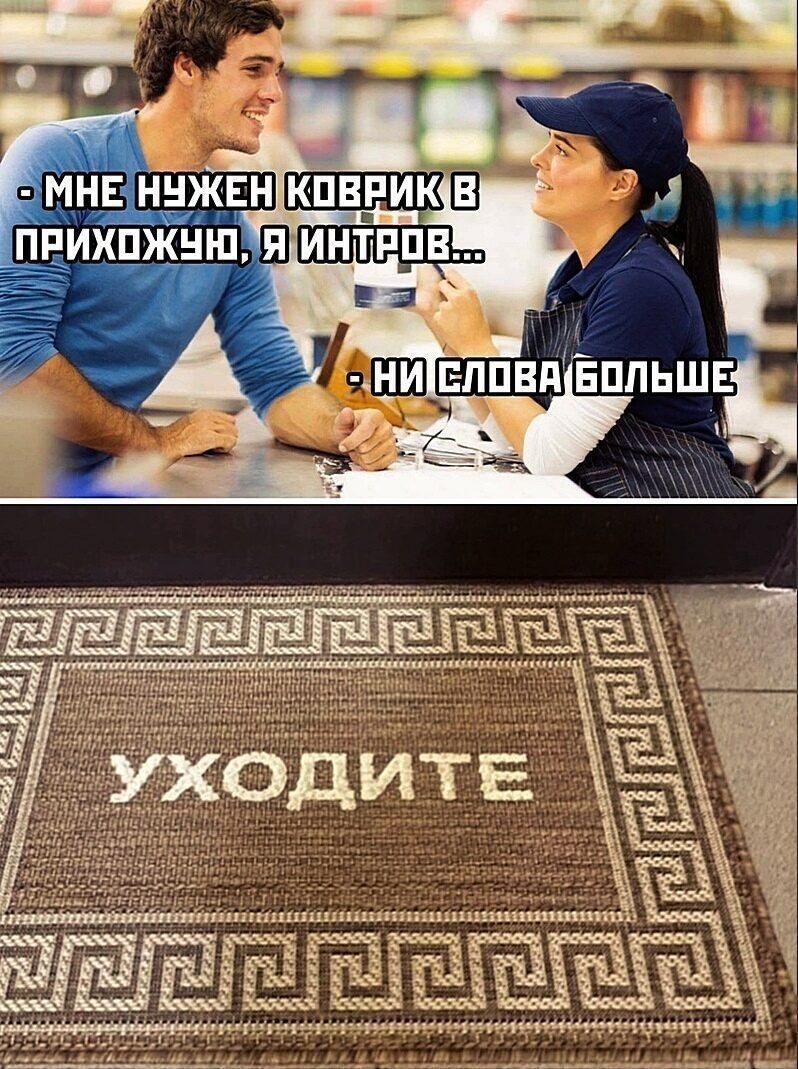 - МНЕ НУЖЕН КОВРИК В
ПРИХОЖУЮ, Я ИНТРОВ...
- НИ СЛОВА БОЛЬШЕ
УХОДИТЕ